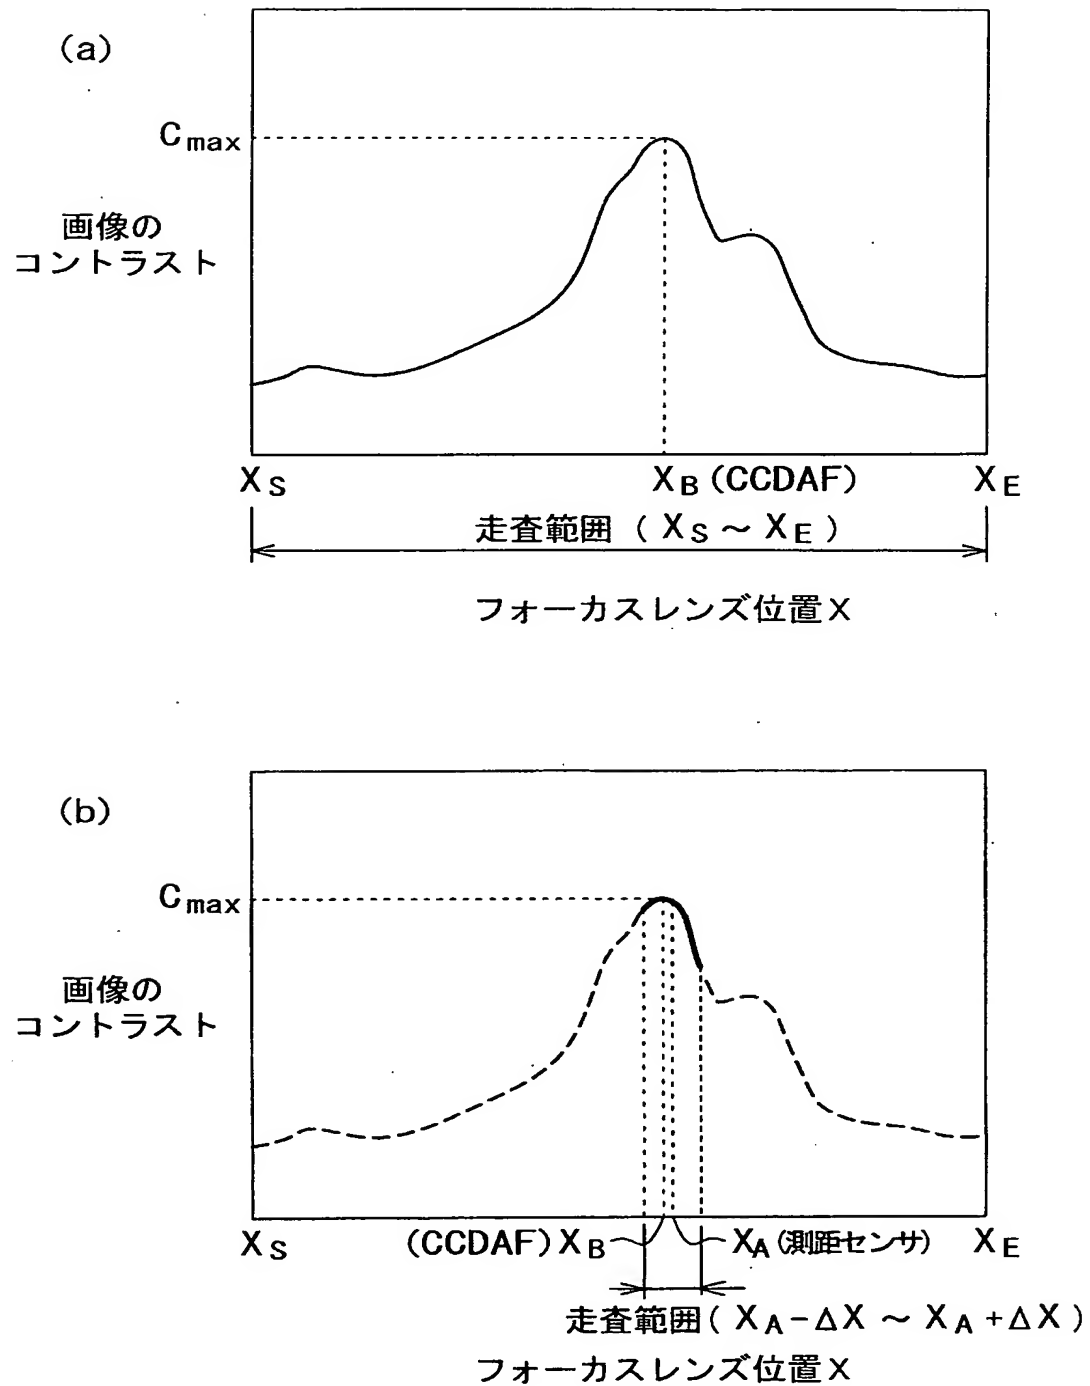 (a)
Cmax
画像の
コントラスト
XS XB(CCDAF) XE
走査範囲(XS~XE)
フォーカスレンズ位置X
(b)
Cmax
画像の
コントラスト
XS (CCDAF)XB XA(測距センサ) XE
走査範囲(XA-ΔX~XA+ΔX)
フォーカスレンズ位置X